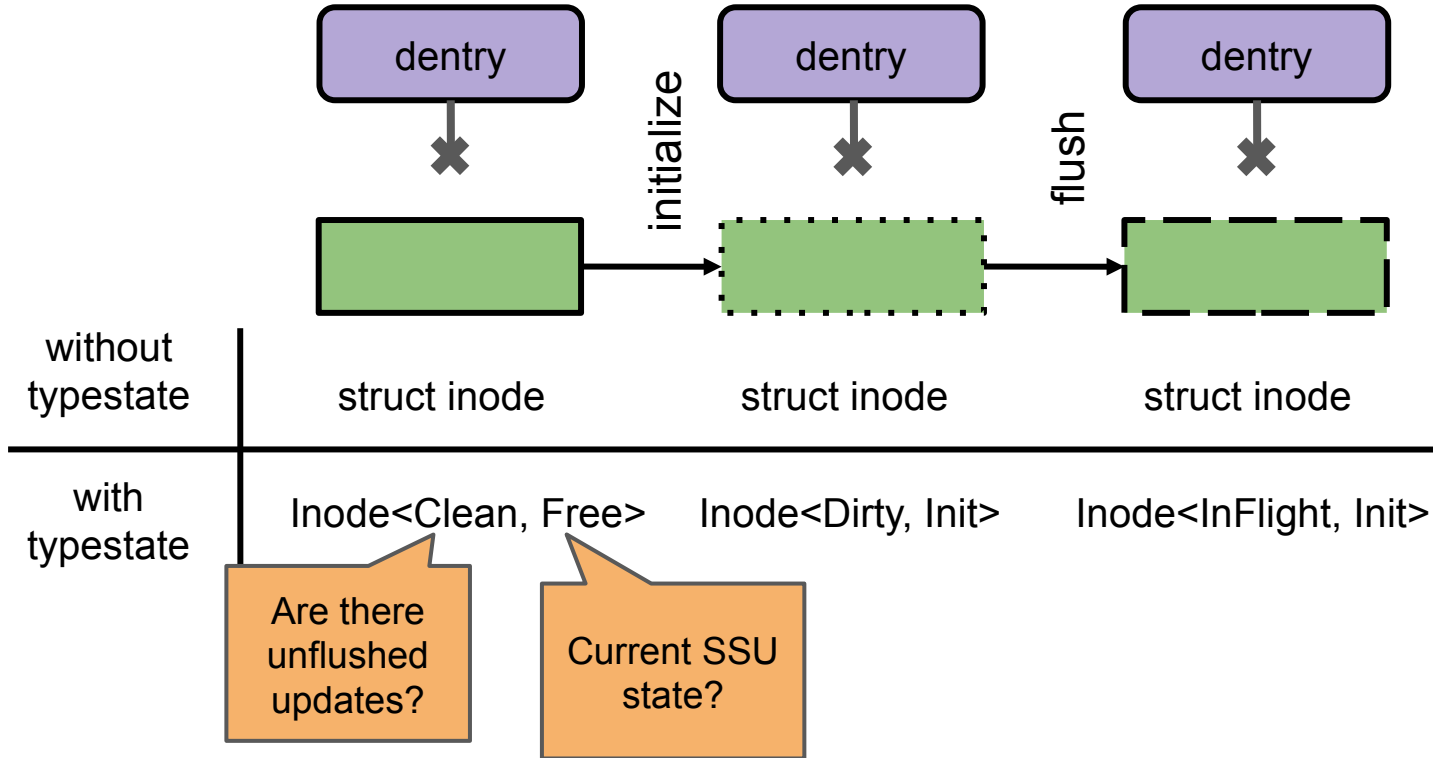 dentry
dentry
dentry
initialize
flush
without
typestate
struct inode
struct inode
struct inode
with
typestate
Inode<Clean, Free>
Inode<Dirty, Init>
Inode<InFlight, Init>
Are there
unflushed
updates?
Current SSU
state?